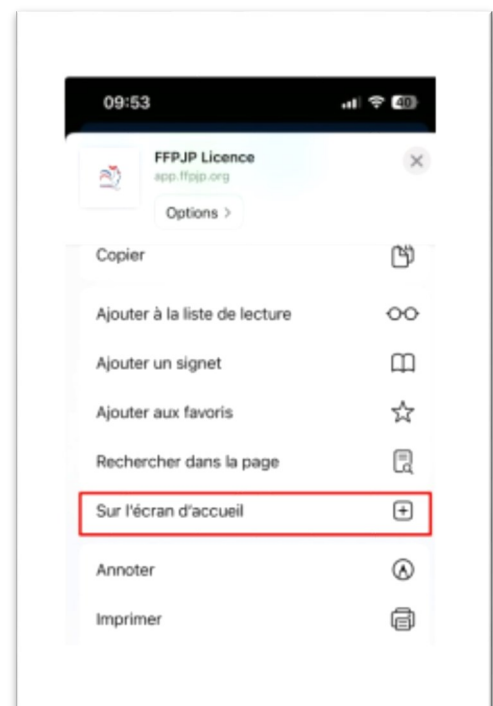 09:53
40
FFPJP Licence
app.ffpjp.org
Options >
Copier
Ajouter à la liste de lecture
Ajouter un signet
Ajouter aux favoris
Rechercher dans la page
Sur l'écran d'accueil
Annoter
Imprimer